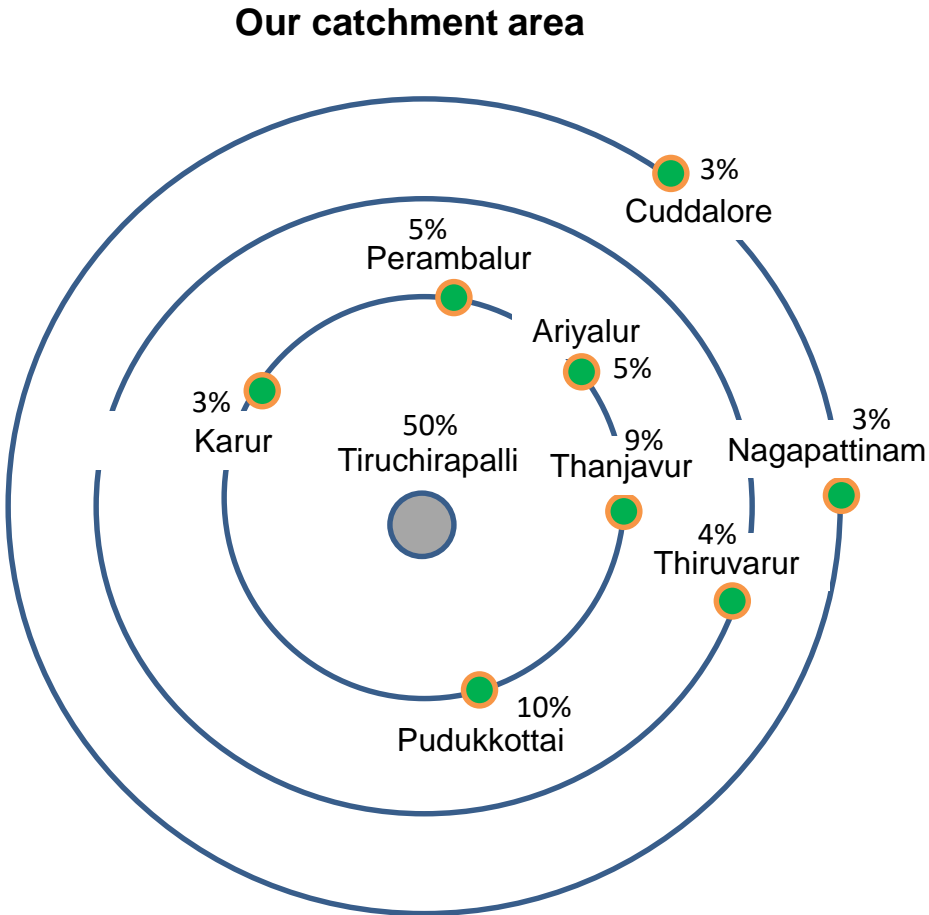 Our catchment area
3%
Cuddalore
5%
Perambalur
Ariyalur
5%
3%
Karur
50%
Tiruchirapalli
9%
Thanjavur
3%
Nagapattinam
4%
Thiruvarur
10%
Pudukkottai